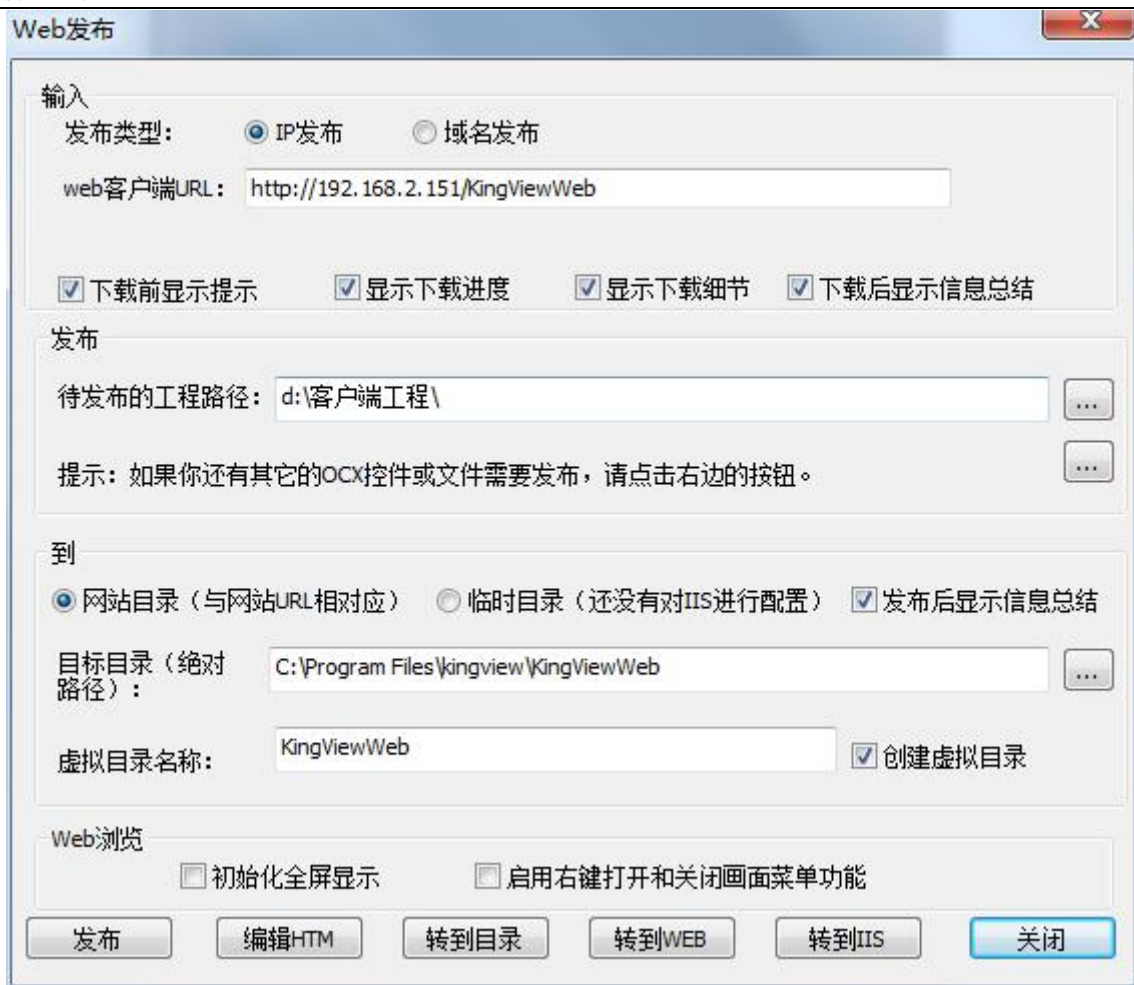 Web发布
输入
发布类型: IP发布 域名发布
web客户端URL: http://192.168.2.151/KingViewWeb
下载前显示提示 显示下载进度 显示下载细节 下载后显示信息总结
发布
待发布的工程路径: d:\客户端工程\ ...
提示: 如果你还有其它的OCX控件或文件需要发布，请点击右边的按钮。 ...
到
网站目录（与网站URL相对应） 临时目录（还没有对IIS进行配置） 发布后显示信息总结
目标目录（绝对
路径）: C:\Program Files\kingview\KingViewWeb ...
虚拟目录名称: KingViewWeb 创建虚拟目录
Web浏览
初始化全屏显示 启用右键打开和关闭画面菜单功能
发布 编辑HTM 转到目录 转到WEB 转到IIS 关闭